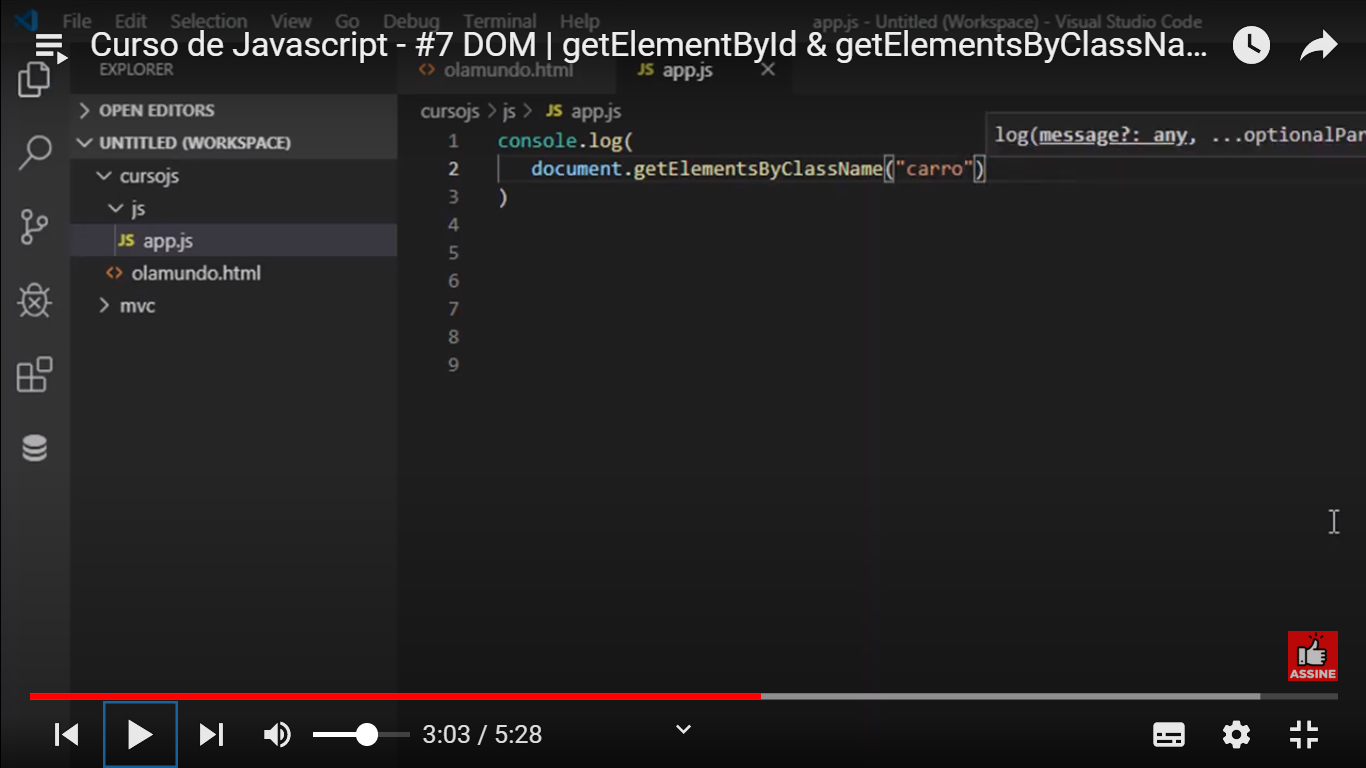 File Edit Selection View Go Debug Terminal Help app.js - Untitled (Workspace) - Visual Studio Code
Curso de Javascript - #7 DOM | getElementById & getElementsByClassNa...
EXPLORER
olamundo.html
JS app.js
OPEN EDITORS
UNTITLED (WORKSPACE)
cursojs
js
JS app.js
olamundo.html
mvc
cursojs > js > JS app.js
1 console.log(
2 document.getElementsByClassName("carro")
3 )
4
5
6
7
8
9
log(message?: any, ...optionalPar
ASSINE
3:03 / 5:28